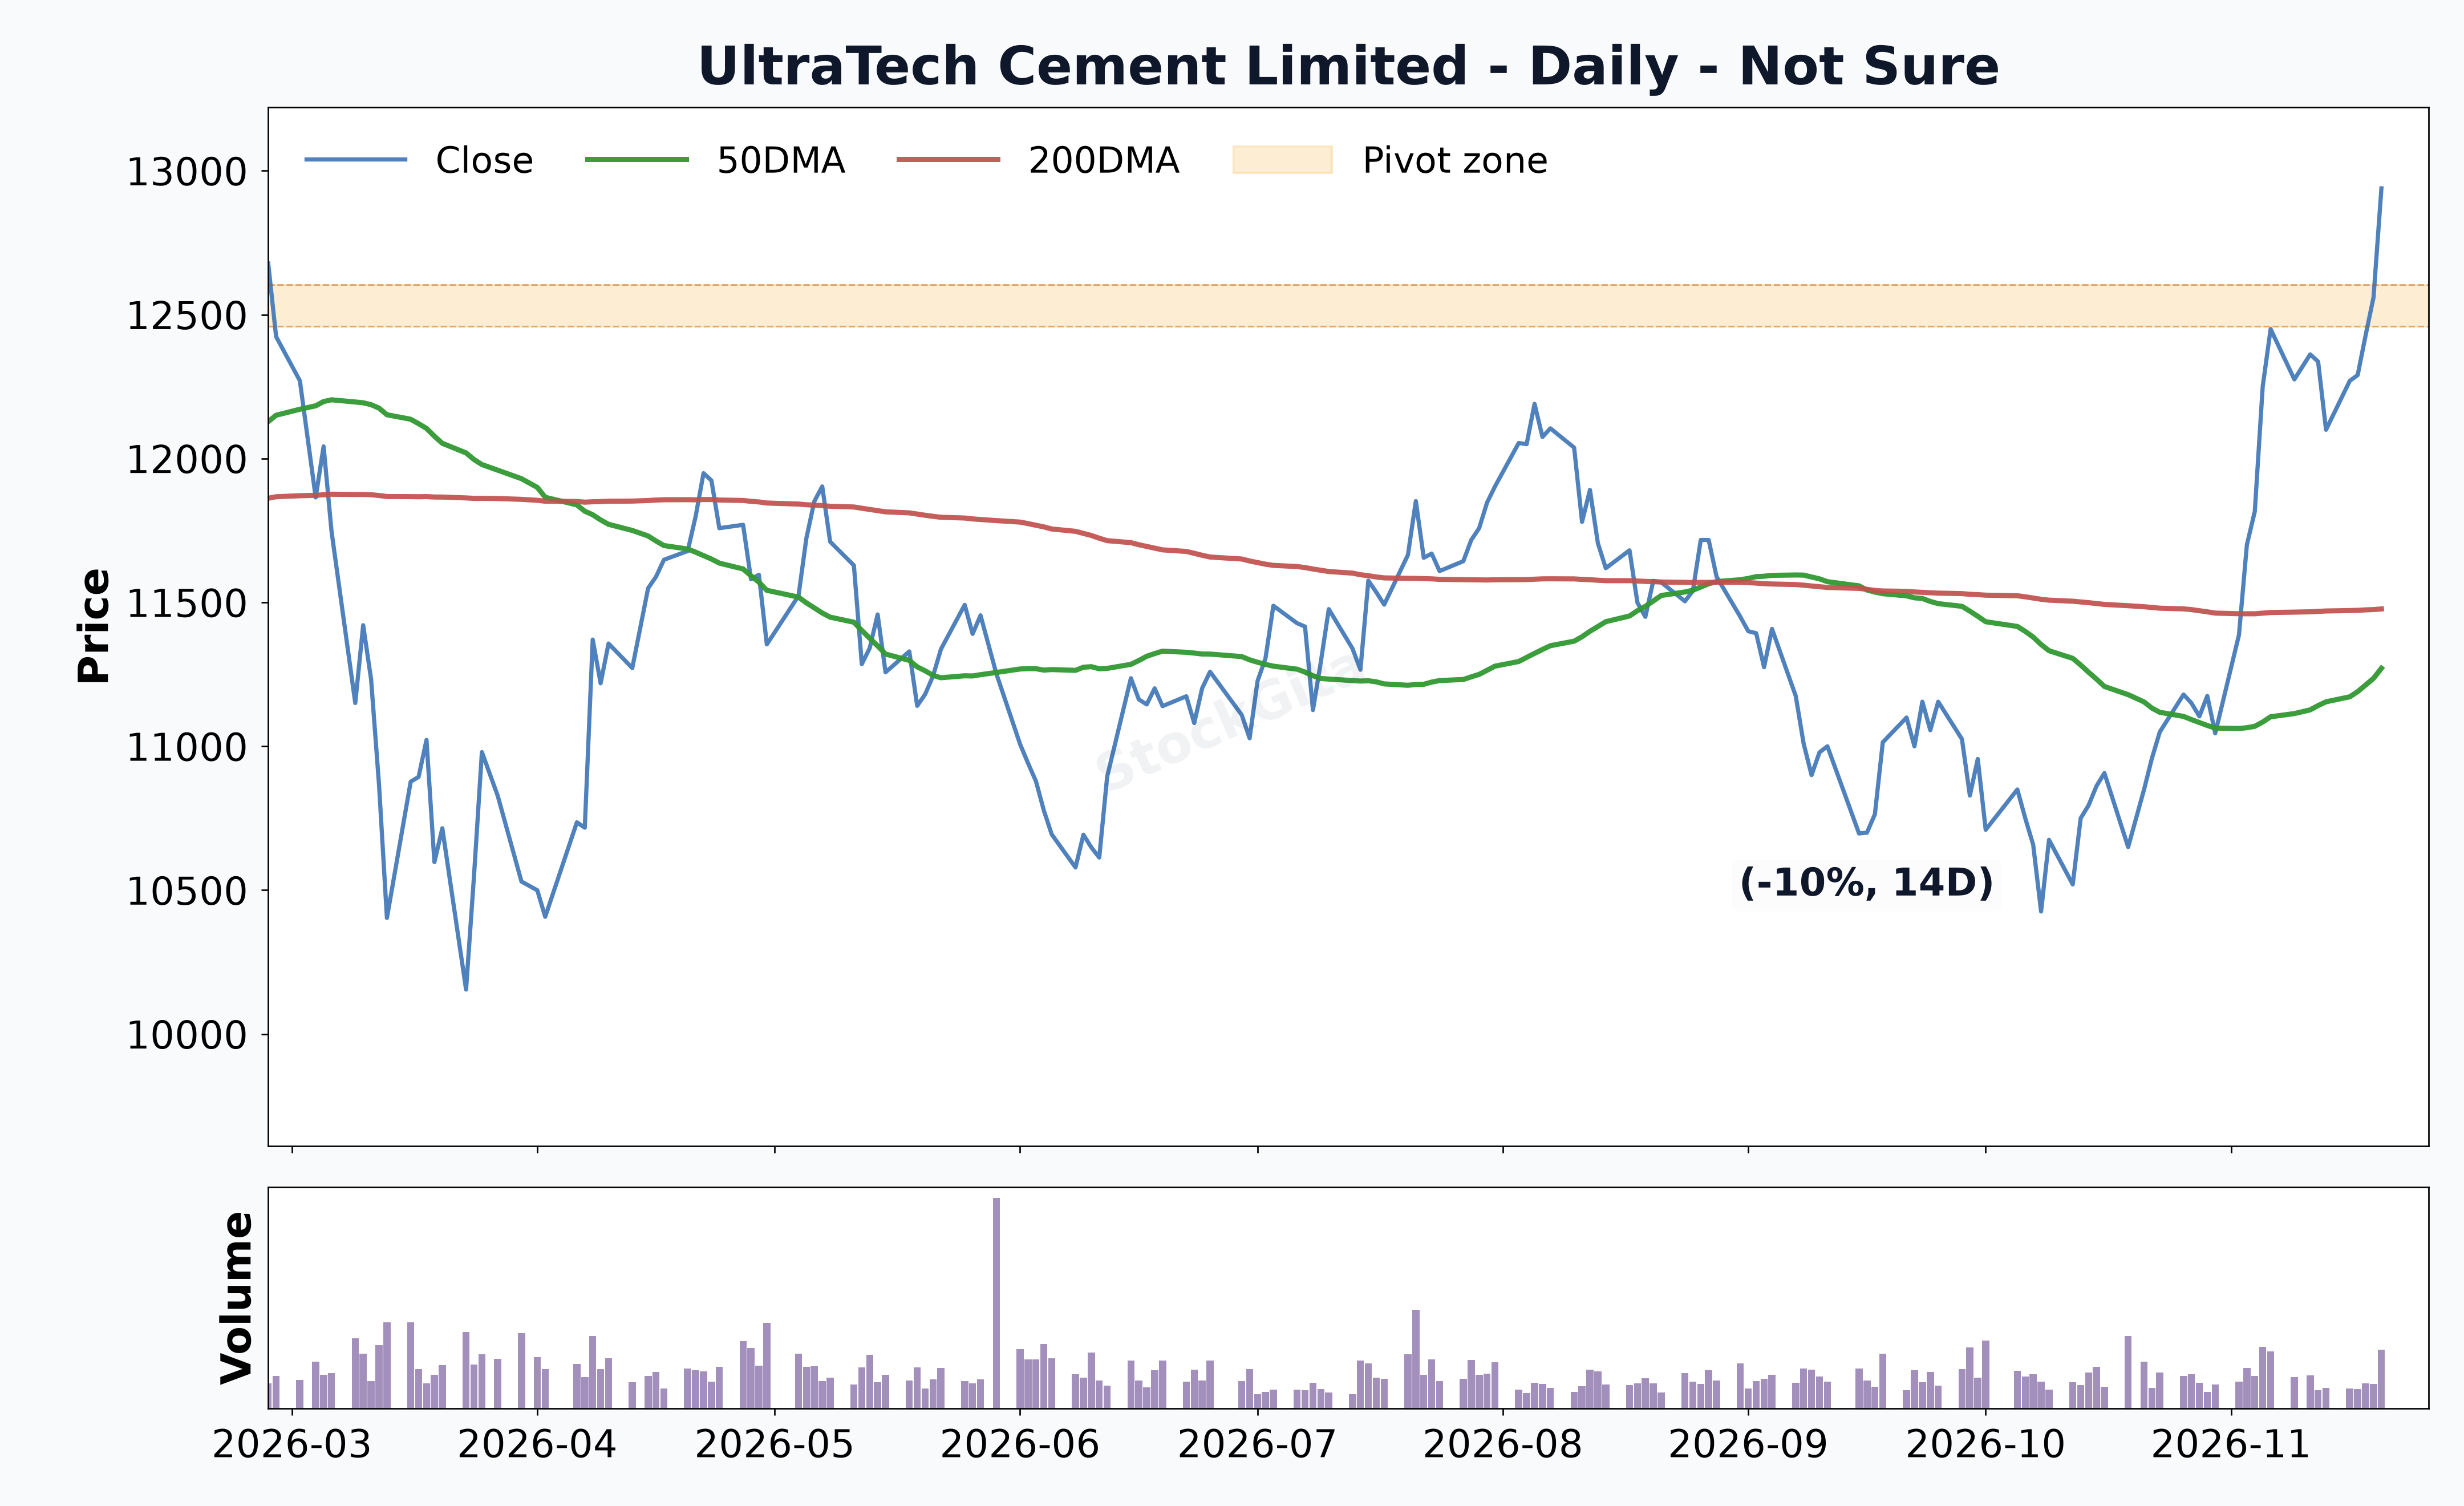 UltraTech Cement Limited - Daily - Not Sure
Close 50DMA 200DMA Pivot zone
Price
13000
12500
12000
11500
11000
10500
10000
StockGita
(-10%, 14D)
Volume
2026-03 2026-04 2026-05 2026-06 2026-07 2026-08 2026-09 2026-10 2026-11